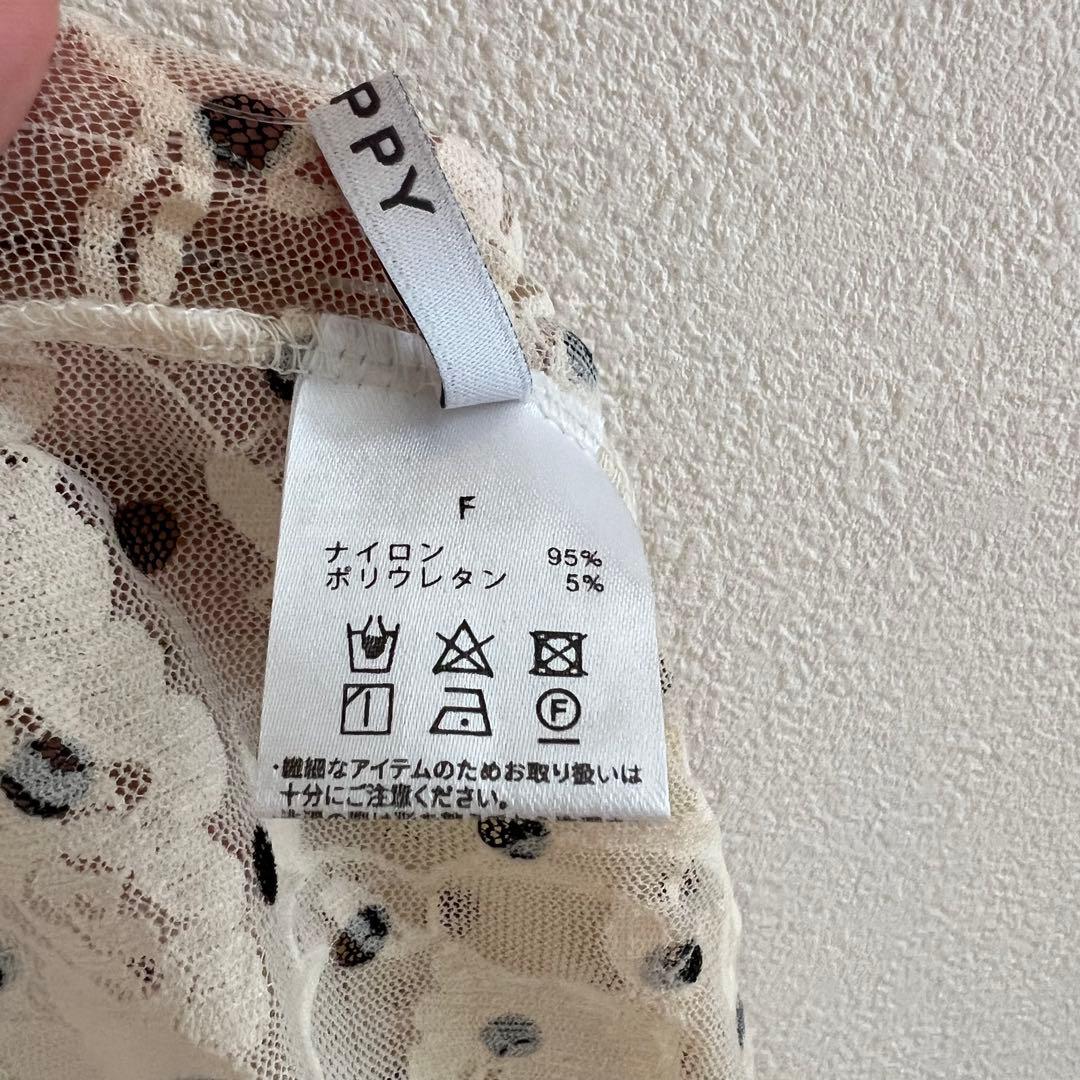 PPY
F
ナイロン 95%
ポリウレタン 5%
F
・繊細なアイテムのためお取り扱いは
十分にご注意ください。